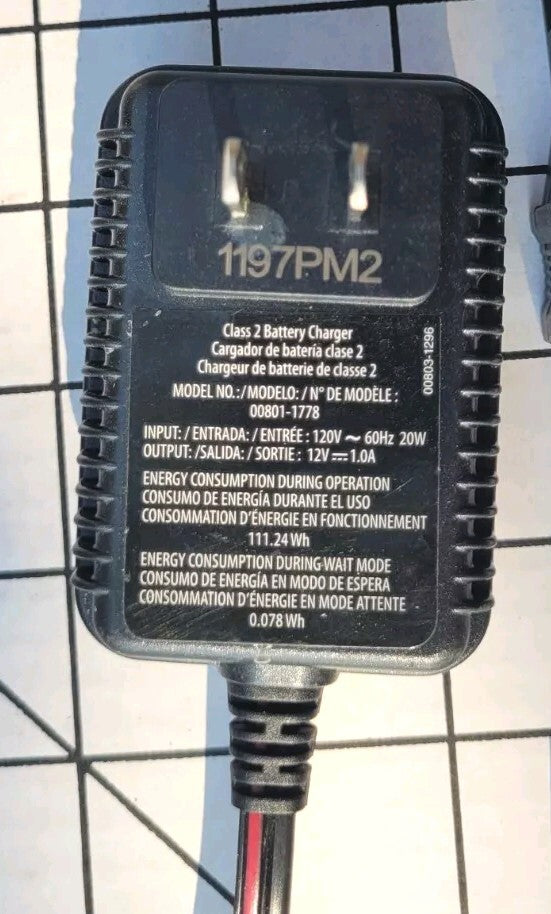 1197PM2
Class 2 Battery Charger
Cargador de batería clase 2
Chargeur de batterie de classe 2
MODEL NO.:/MODELO: / N° DE MODÈLE :
00801-1778
INPUT: / ENTRADA: / ENTRÉE : 120V ~ 60Hz 20W
OUTPUT: /SALIDA: / SORTIE : 12V ⎓ 1.0A
ENERGY CONSUMPTION DURING OPERATION
CONSUMO DE ENERGÍA DURANTE EL USO
CONSOMMATION D'ÉNERGIE EN FONCTIONNEMENT
111.24 Wh
ENERGY CONSUMPTION DURING WAIT MODE
CONSUMO DE ENERGÍA EN MODO DE ESPERA
CONSOMMATION D'ÉNERGIE EN MODE ATTENTE
0.078 Wh
00803-1296